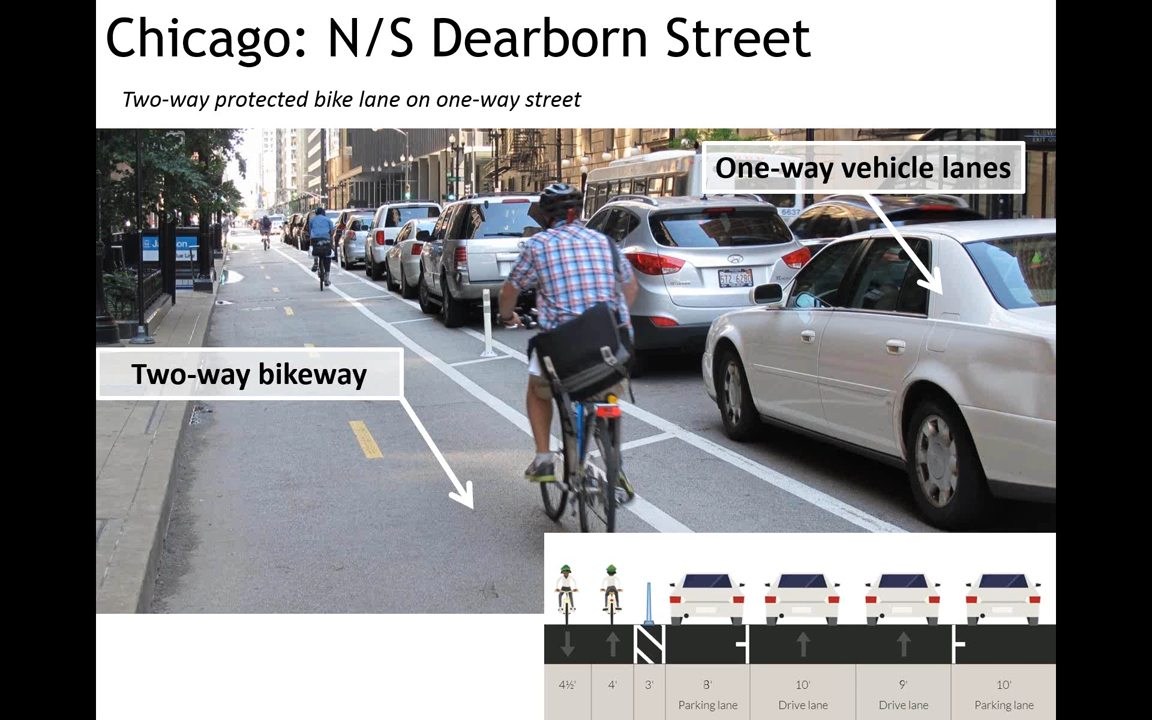 Chicago: N/S Dearborn Street
Two-way protected bike lane on one-way street
One-way vehicle lanes
Two-way bikeway
4½' 4' 3' 8' 10' 9' 10'
Parking lane Drive lane Drive lane Parking lane